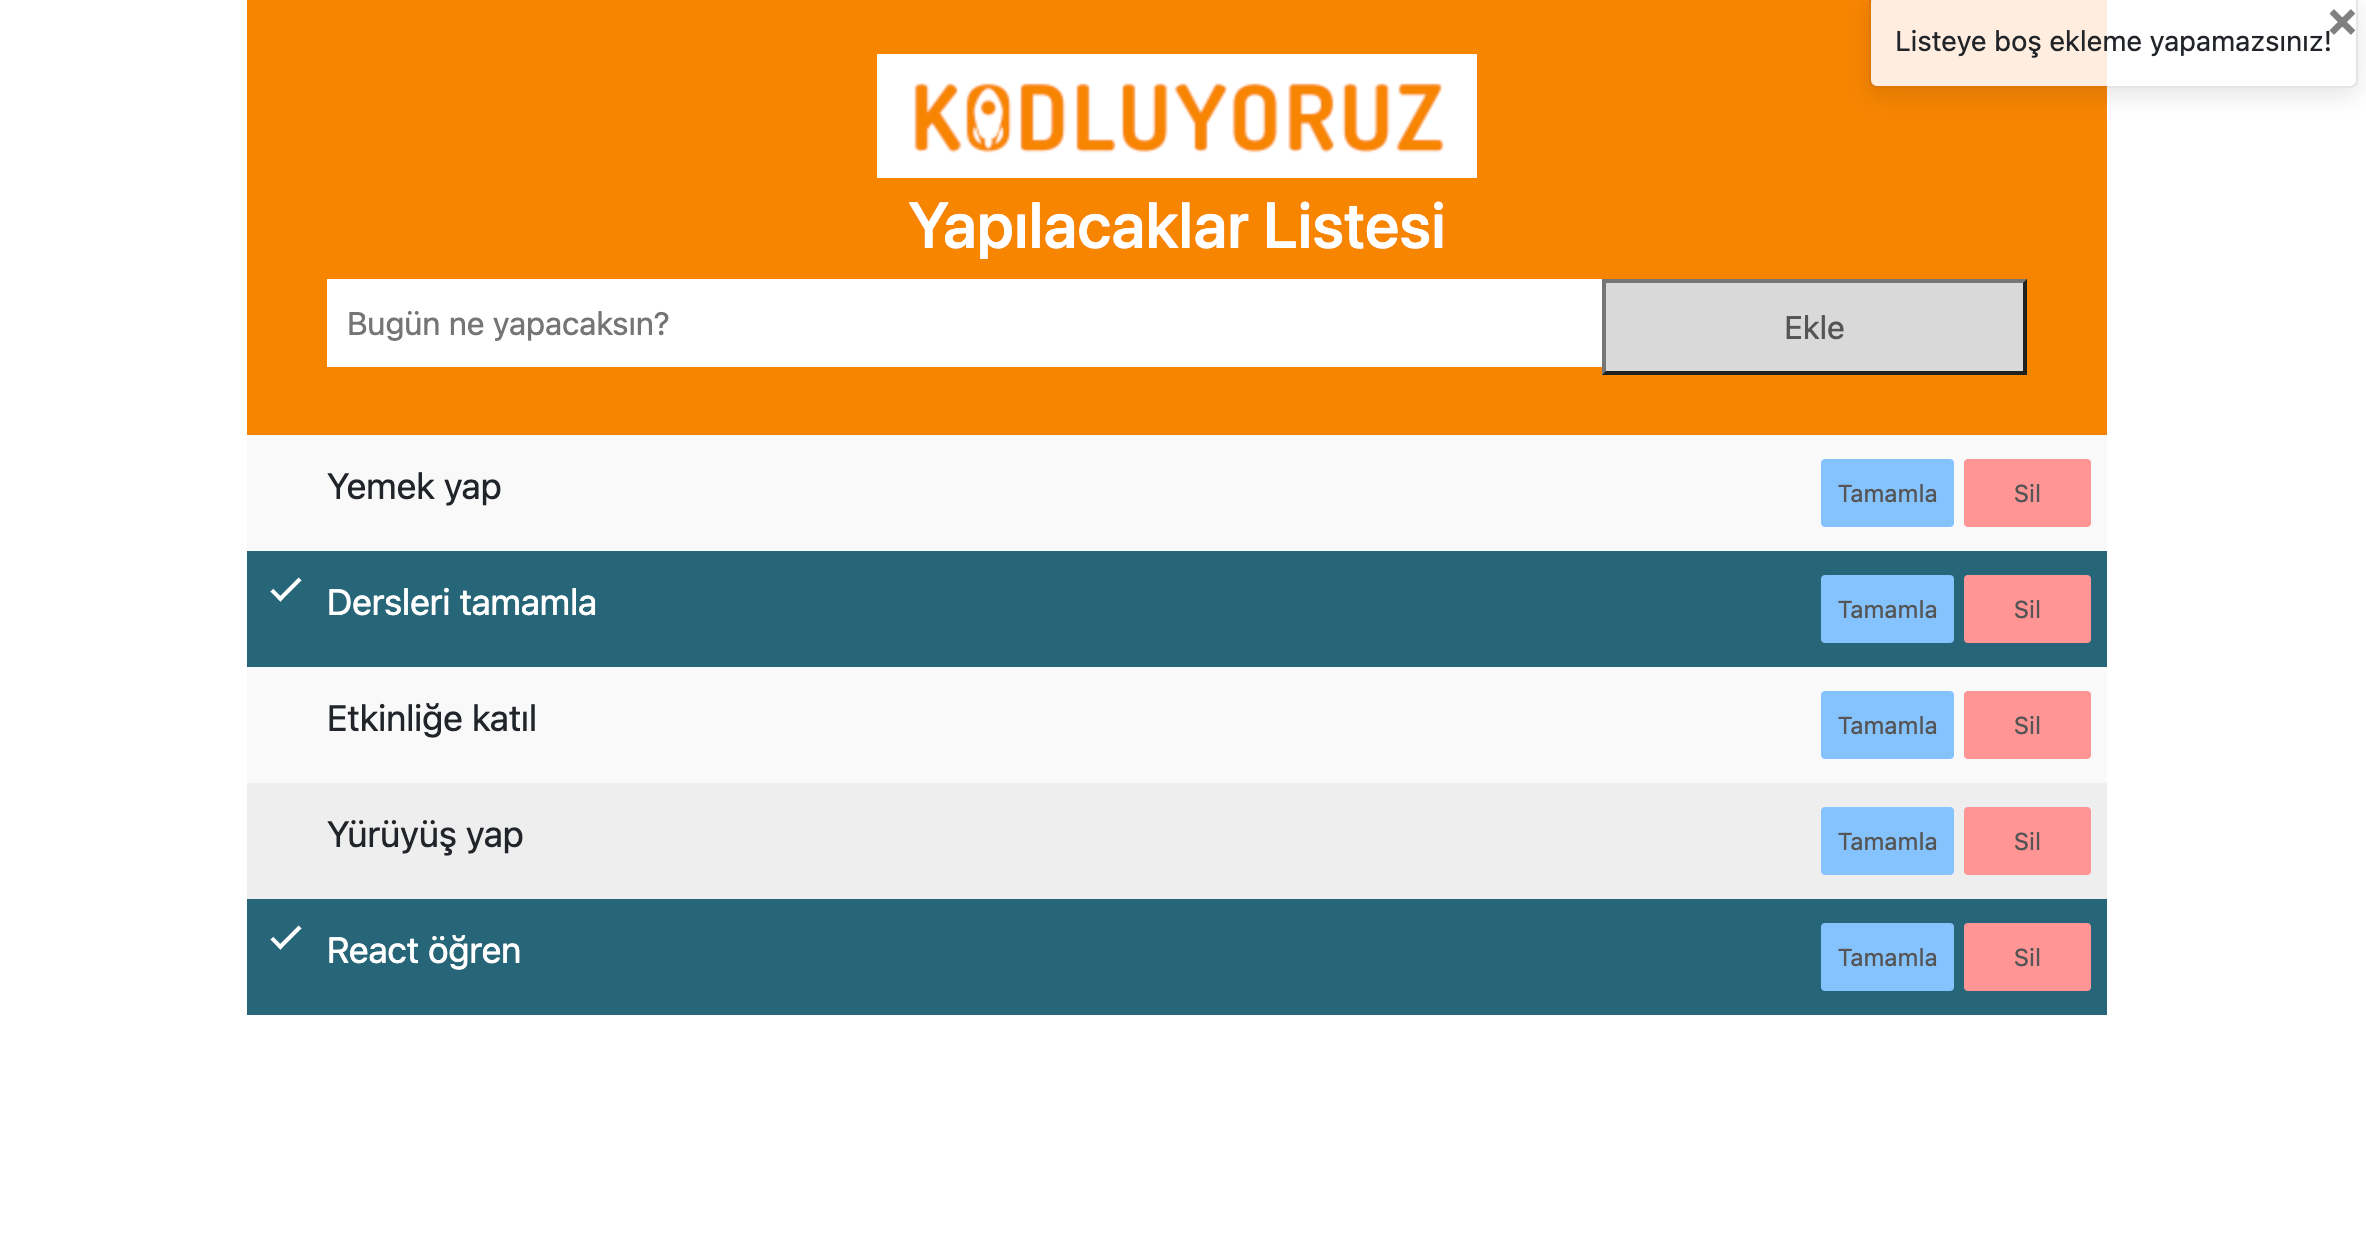 Listeye boş ekleme yapamazsınız!
KODLUYORUZ
Yapılacaklar Listesi
Bugün ne yapacaksın?
Ekle
Yemek yap
Tamamla
Sil
Dersleri tamamla
Tamamla
Sil
Etkinliğe katıl
Tamamla
Sil
Yürüyüş yap
Tamamla
Sil
React öğren
Tamamla
Sil